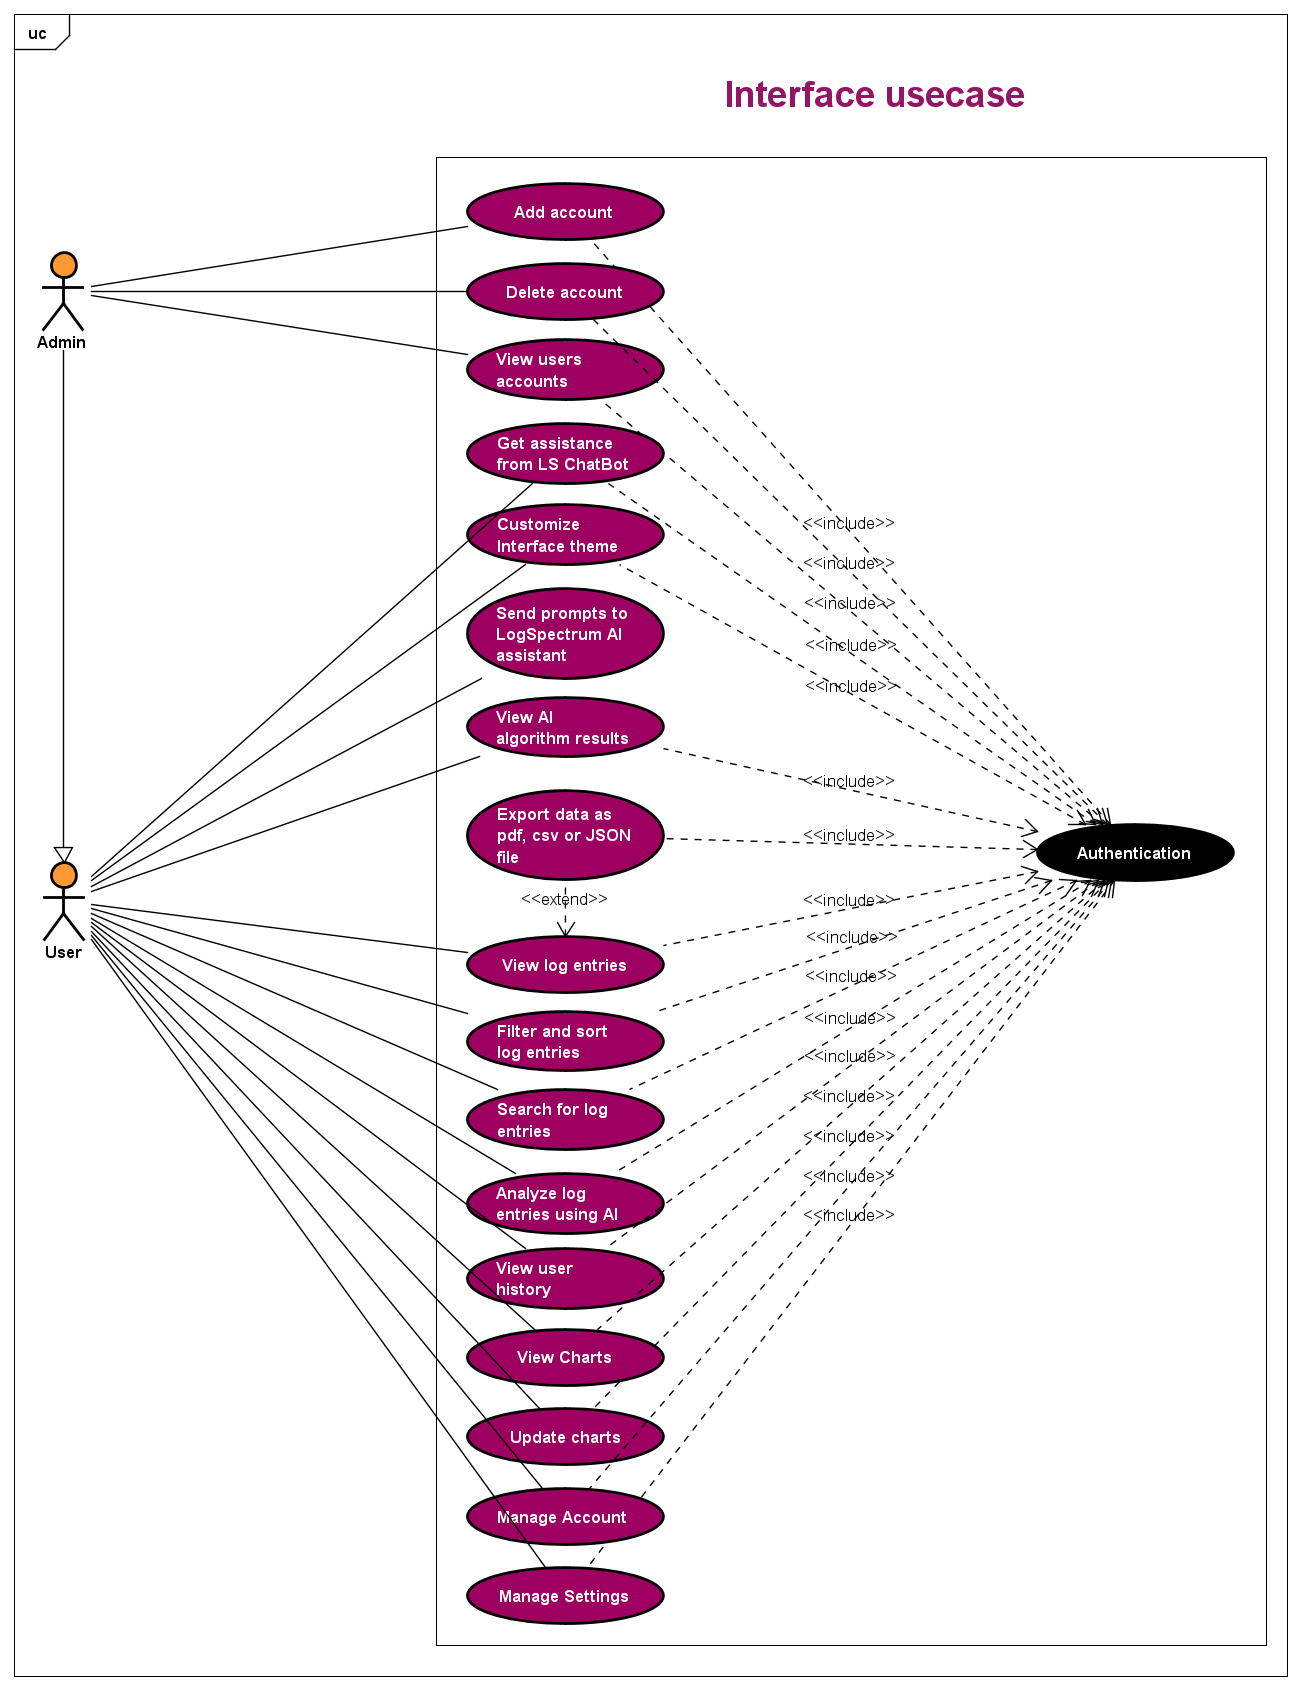 uc
Interface usecase
Add account
Admin
Delete account
View users
accounts
Get assistance
from LS ChatBot
Customize
Interface theme
<<include>>
<<include>>
<<include>>
<<include>>
<<include>>
Send prompts to
LogSpectrum AI
assistant
View AI
algorithm results
<<include>>
Export data as
pdf, csv or JSON
file
<<include>>
Authentication
User
<<extend>>
<<include>>
View log entries
<<include>>
<<include>>
Filter and sort
log entries
<<include>>
<<include>>
Search for log
entries
<<include>>
<<include>>
Analyze log
entries using AI
<<include>>
<<include>>
View user
history
View Charts
Update charts
Manage Account
Manage Settings